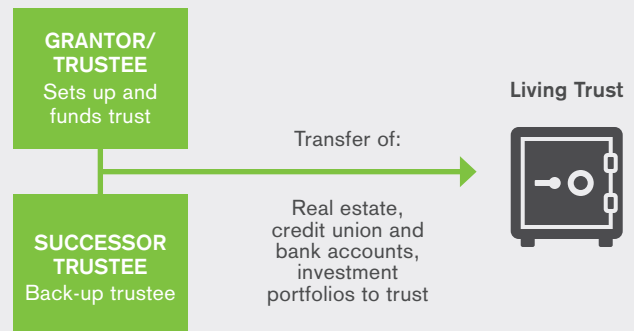 GRANTOR/
TRUSTEE
Sets up and
funds trust
Living Trust
Transfer of:
Real estate,
credit union and
bank accounts,
investment
portfolios to trust
SUCCESSOR
TRUSTEE
Back-up trustee